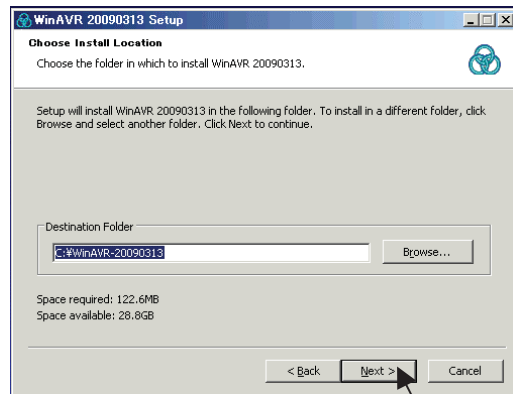 WinAVR 20090313 Setup
Choose Install Location
Choose the folder in which to install WinAVR 20090313.
Setup will install WinAVR 20090313 in the following folder. To install in a different folder, click
Browse and select another folder. Click Next to continue.
Destination Folder
C:¥WinAVR-20090313
Browse...
Space required: 122.6MB
Space available: 28.8GB
< Back
Next >
Cancel